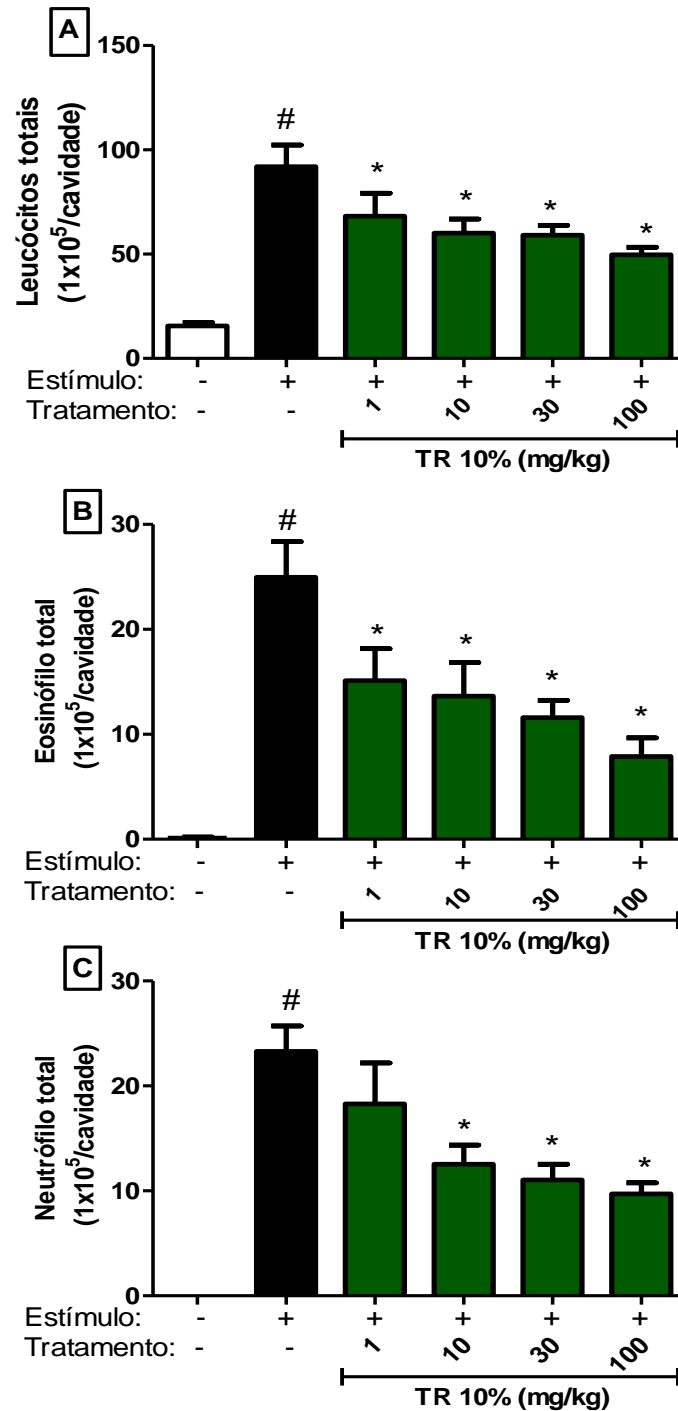 A
150
#
100
*
*
*
*
50
0
Leucócitos totais
(1x10⁵/cavidade)
Estímulo: - + + + + +
Tratamento: - - 1 10 30 100
TR 10% (mg/kg)
B
30
#
20
*
*
*
*
10
0
Eosinófilo total
(1x10⁵/cavidade)
Estímulo: - + + + + +
Tratamento: - - 1 10 30 100
TR 10% (mg/kg)
C
30
#
20
*
*
*
10
0
Neutrófilo total
(1x10⁵/cavidade)
Estímulo: - + + + + +
Tratamento: - - 1 10 30 100
TR 10% (mg/kg)